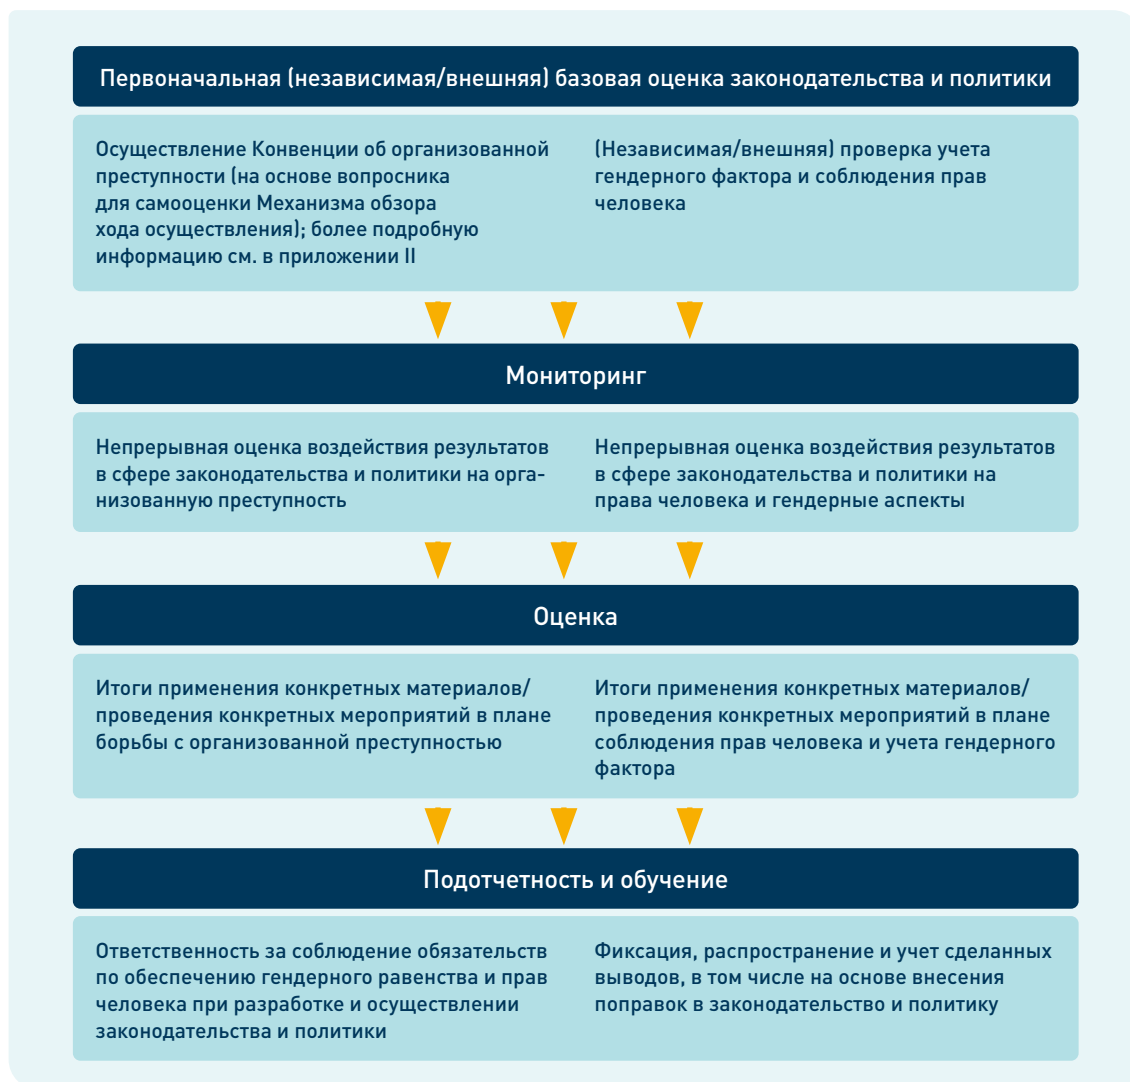 Первоначальная (независимая/внешняя) базовая оценка законодательства и политики
Осуществление Конвенции об организованной
преступности (на основе вопросника
для самооценки Механизма обзора
хода осуществления); более подробную
информацию см. в приложении II
(Независимая/внешняя) проверка учета
гендерного фактора и соблюдения прав
человека
Мониторинг
Непрерывная оценка воздействия результатов
в сфере законодательства и политики на орга-
низованную преступность
Непрерывная оценка воздействия результатов
в сфере законодательства и политики на
права человека и гендерные аспекты
Оценка
Итоги применения конкретных материалов/
проведения конкретных мероприятий в плане
борьбы с организованной преступностью
Итоги применения конкретных материалов/
проведения конкретных мероприятий в плане
соблюдения прав человека и учета гендерного
фактора
Подотчетность и обучение
Ответственность за соблюдение обязательств
по обеспечению гендерного равенства и прав
человека при разработке и осуществлении
законодательства и политики
Фиксация, распространение и учет сделанных
выводов, в том числе на основе внесения
поправок в законодательство и политику